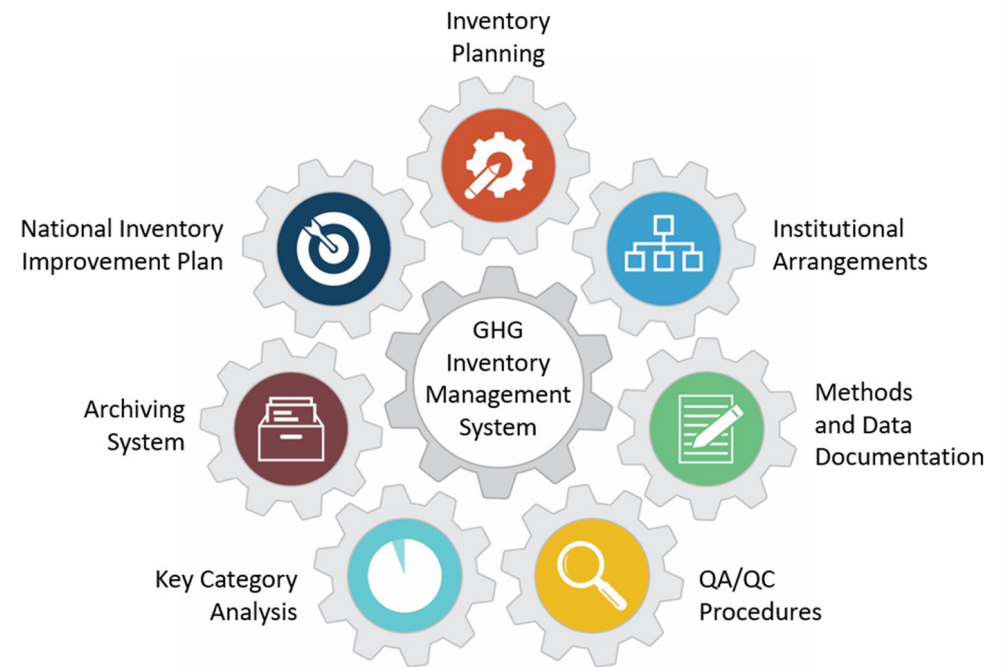 Inventory
Planning
Institutional
Arrangements
Methods
and Data
Documentation
QA/QC
Procedures
Key Category
Analysis
Archiving
System
National Inventory
Improvement Plan
GHG
Inventory
Management
System